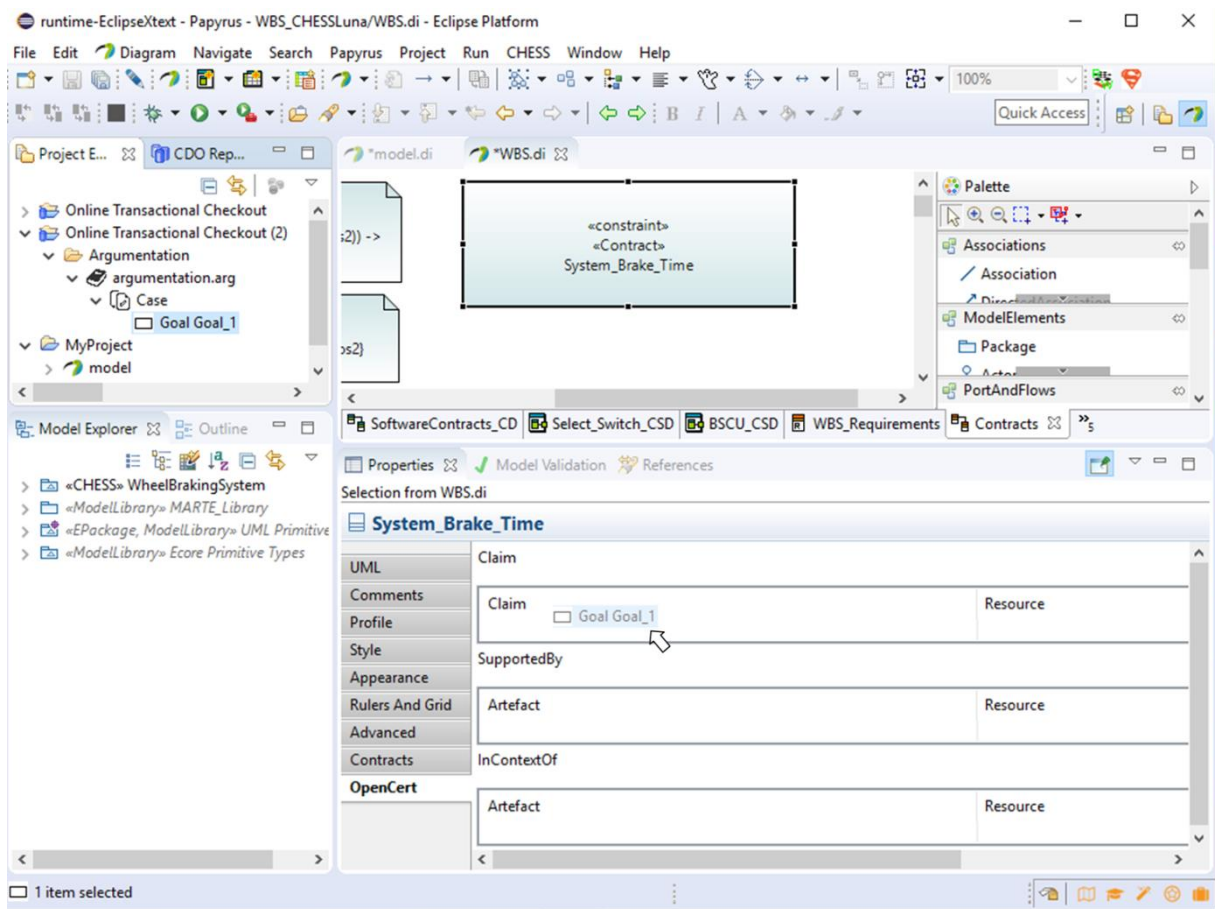 runtime-EclipseXtext - Papyrus - WBS_CHESSLuna/WBS.di - Eclipse Platform
File Edit Diagram Navigate Search Papyrus Project Run CHESS Window Help
100%
B I A
Quick Access
Project E... CDO Rep...
Online Transactional Checkout
Online Transactional Checkout (2)
Argumentation
argumentation.arg
Case
Goal Goal_1
MyProject
model
*model.di *WBS.di
s2)) ->
os2)
«constraint»
«Contract»
System_Brake_Time
Palette
Associations
Association
DirectedAssociation
ModelElements
Package
Actor
PortAndFlows
SoftwareContracts_CD Select_Switch_CSD BSCU_CSD WBS_Requirements Contracts »5
Model Explorer Outline
«CHESS» WheelBrakingSystem
«ModelLibrary» MARTE_Library
«EPackage, ModelLibrary» UML Primitive
«ModelLibrary» Ecore Primitive Types
Properties Model Validation References
Selection from WBS.di
System_Brake_Time
UML
Comments
Profile
Style
Appearance
Rulers And Grid
Advanced
Contracts
OpenCert
Claim
Claim Resource
Goal Goal_1
SupportedBy
Artefact Resource
InContextOf
Artefact Resource
1 item selected